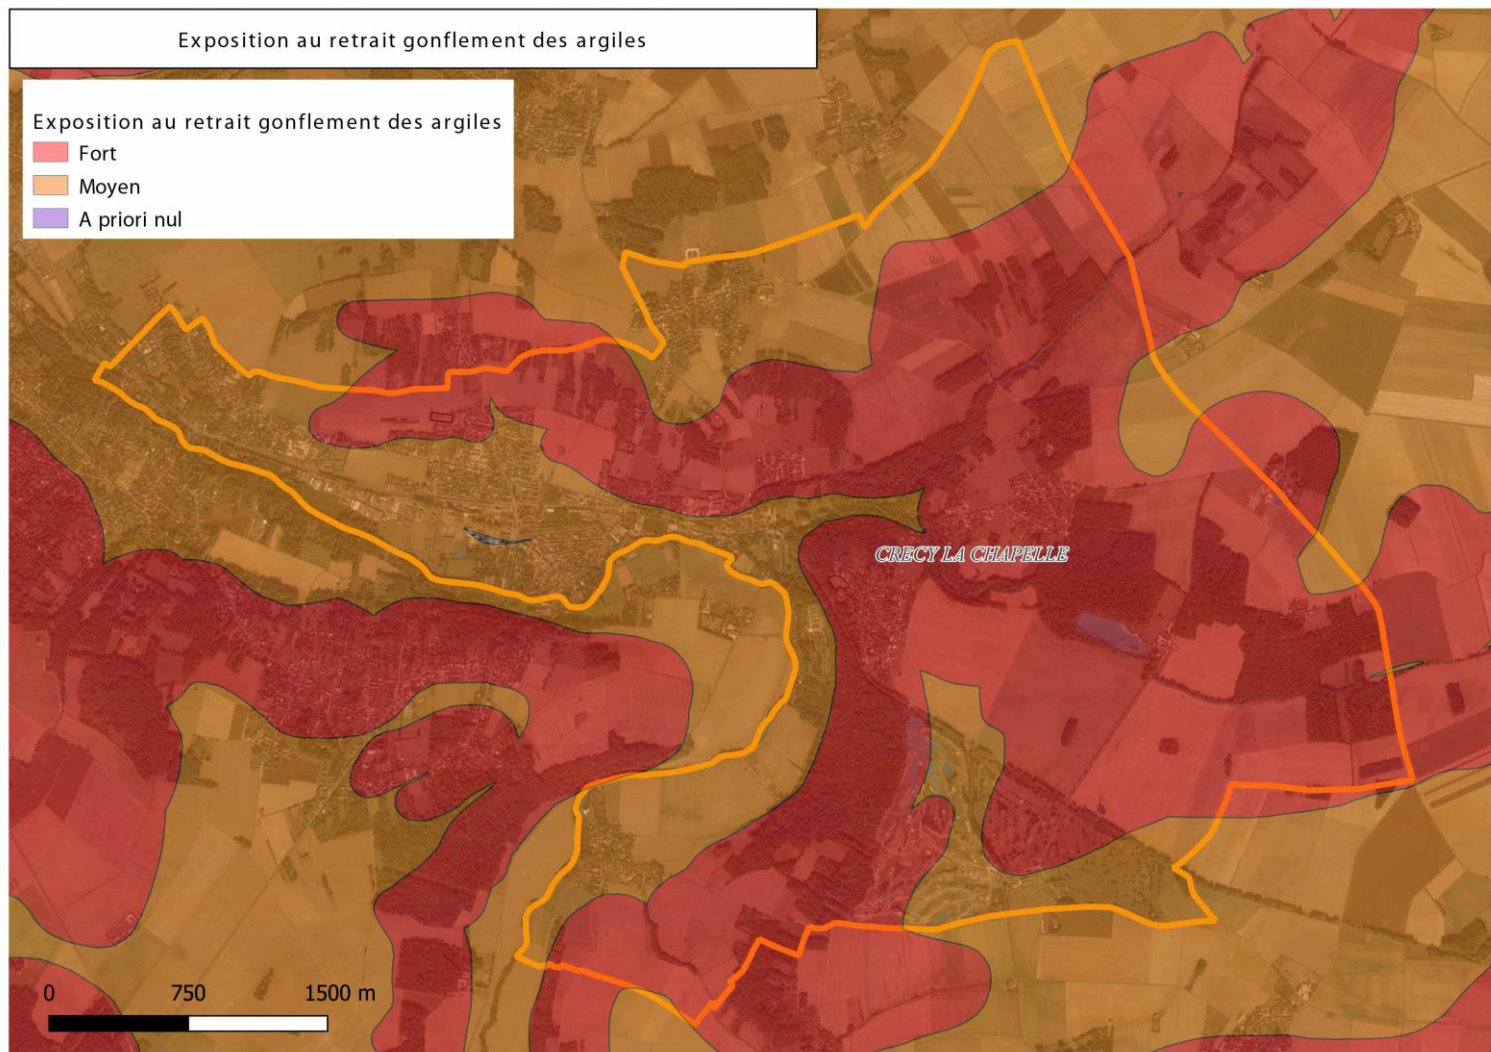 Exposition au retrait gonflement des argiles
Exposition au retrait gonflement des argiles
Fort
Moyen
A priori nul
CRECY LA CHAPELLE
0 750 1500 m